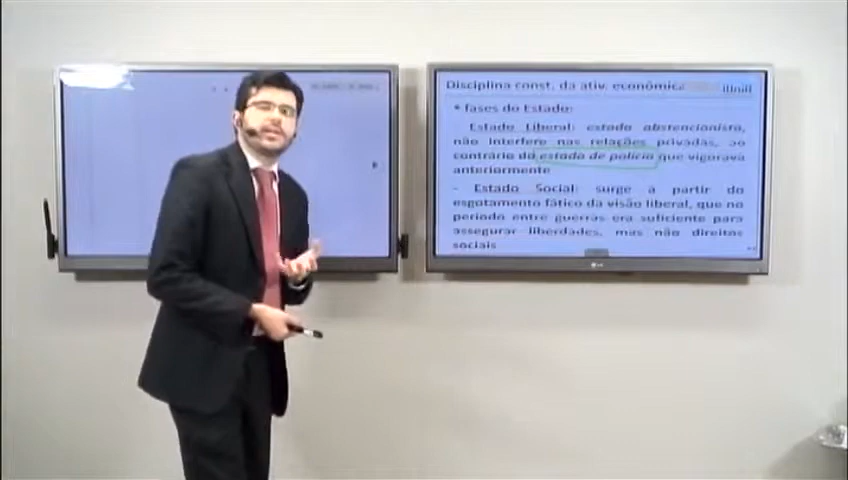 Disciplina const. da ativ. econômica
* fases do Estado:
Estado Liberal: estado abstencionista,
não interfere nas relações privadas, ao
contrário do estado de polícia que vigorava
anteriormente
- Estado Social: surge a partir do
esgotamento fático da visão liberal, que no
período entre guerras era suficiente para
assegurar liberdades, mas não direitos
sociais
LG